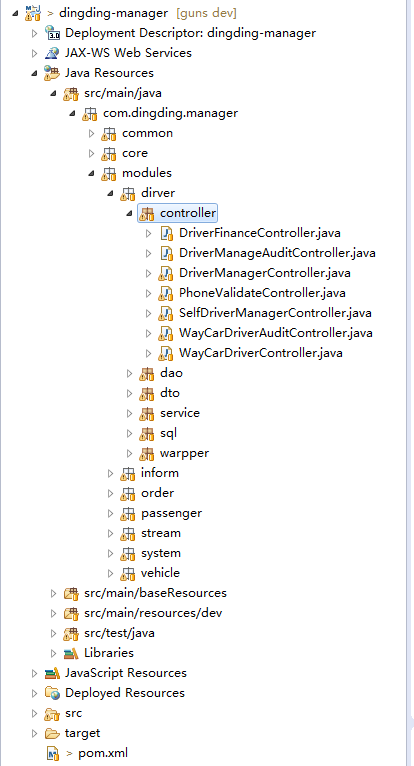 > dingding-manager [guns dev]
Deployment Descriptor: dingding-manager
JAX-WS Web Services
Java Resources
src/main/java
com.dingding.manager
common
core
modules
dirver
controller
DriverFinanceController.java
DriverManageAuditController.java
DriverManagerController.java
PhoneValidateController.java
SelfDriverManagerController.java
WayCarDriverAuditController.java
WayCarDriverController.java
dao
dto
service
sql
warpper
inform
order
passenger
stream
system
vehicle
src/main/baseResources
src/main/resources/dev
src/test/java
Libraries
JavaScript Resources
Deployed Resources
src
target
> pom.xml